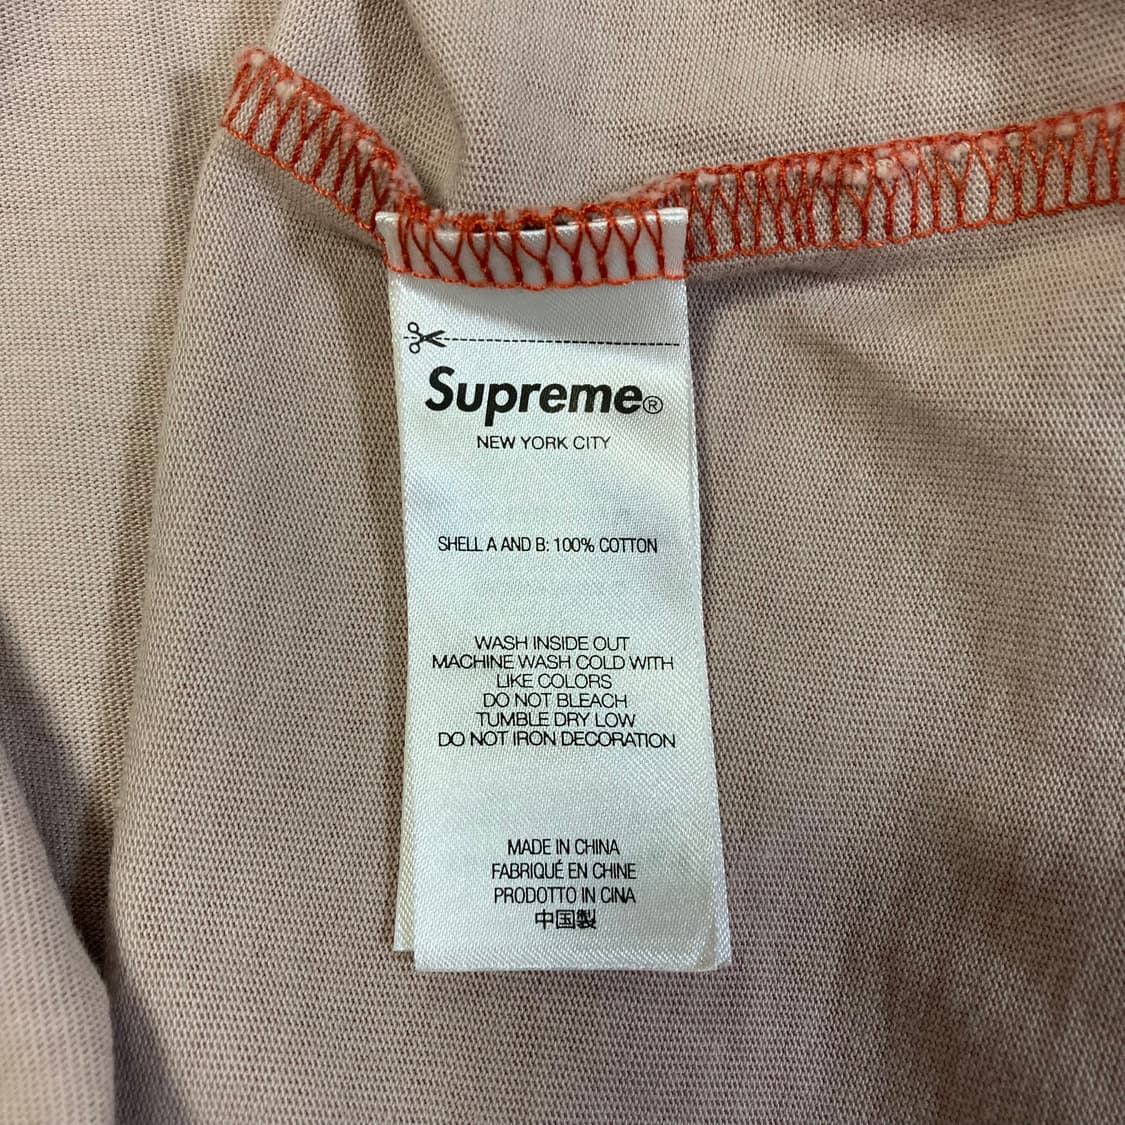 Supreme®
NEW YORK CITY
SHELL A AND B: 100% COTTON
WASH INSIDE OUT
MACHINE WASH COLD WITH
LIKE COLORS
DO NOT BLEACH
TUMBLE DRY LOW
DO NOT IRON DECORATION
MADE IN CHINA
FABRIQUÉ EN CHINE
PRODOTTO IN CINA
中国製